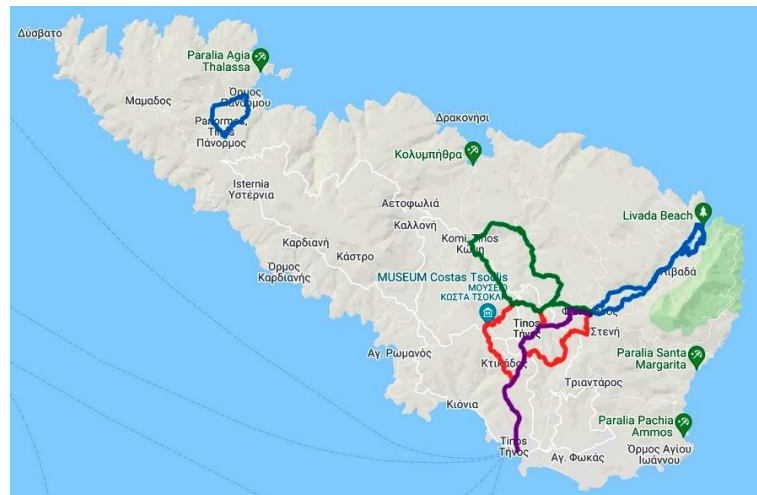 Δύσβατο
Paralia Agia
Thalassa
Όρμος
Πανόρμου
Μαμαδος
Panormos,
Tinos
Πάνορμος
Δρακονήσι
Κολυμπήθρα
Isternia
Υστέρνια
Αετοφωλιά
Καλλονή
Livada Beach
Komi, Tinos
Κώμη
Καρδιανή
Κάστρο
Όρμος
Καρδιανής
Λιβαδά
MUSEUM Costas Tsoclis
ΜΟΥΣΕΙΟ
ΚΩΣΤΑ ΤΣΟΚΛΗ
Tinos
Τήνος
Στενή
Αγ. Ρωμανός
Κτικάδος
Paralia Santa
Margarita
Τριαντάρος
Κιόνια
Paralia Pachia
Ammos
Tinos
Τήνος
Αγ. Φωκάς
Όρμος Αγίου
Ιωάννου